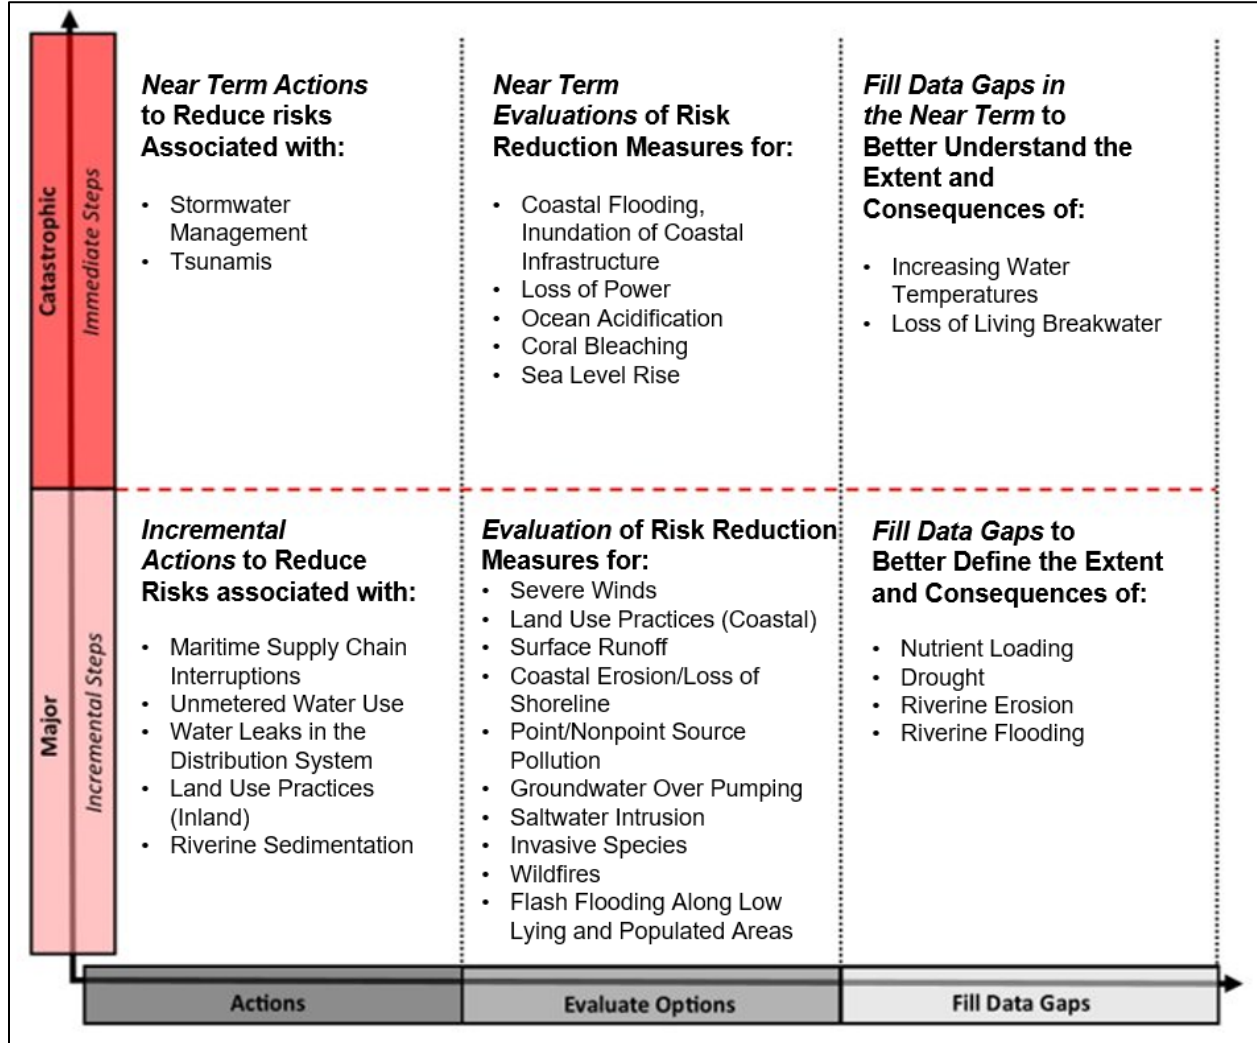 Catastrophic
Immediate Steps
Near Term Actions
to Reduce risks
Associated with:
• Stormwater
Management
• Tsunamis
Near Term
Evaluations of Risk
Reduction Measures for:
• Coastal Flooding,
Inundation of Coastal
Infrastructure
• Loss of Power
• Ocean Acidification
• Coral Bleaching
• Sea Level Rise
Fill Data Gaps in
the Near Term to
Better Understand the
Extent and
Consequences of:
• Increasing Water
Temperatures
• Loss of Living Breakwater
Major
Incremental Steps
Incremental
Actions to Reduce
Risks associated with:
• Maritime Supply Chain
Interruptions
• Unmetered Water Use
• Water Leaks in the
Distribution System
• Land Use Practices
(Inland)
• Riverine Sedimentation
Evaluation of Risk Reduction
Measures for:
• Severe Winds
• Land Use Practices (Coastal)
• Surface Runoff
• Coastal Erosion/Loss of
Shoreline
• Point/Nonpoint Source
Pollution
• Groundwater Over Pumping
• Saltwater Intrusion
• Invasive Species
• Wildfires
• Flash Flooding Along Low
Lying and Populated Areas
Fill Data Gaps to
Better Define the Extent
and Consequences of:
• Nutrient Loading
• Drought
• Riverine Erosion
• Riverine Flooding
Actions
Evaluate Options
Fill Data Gaps